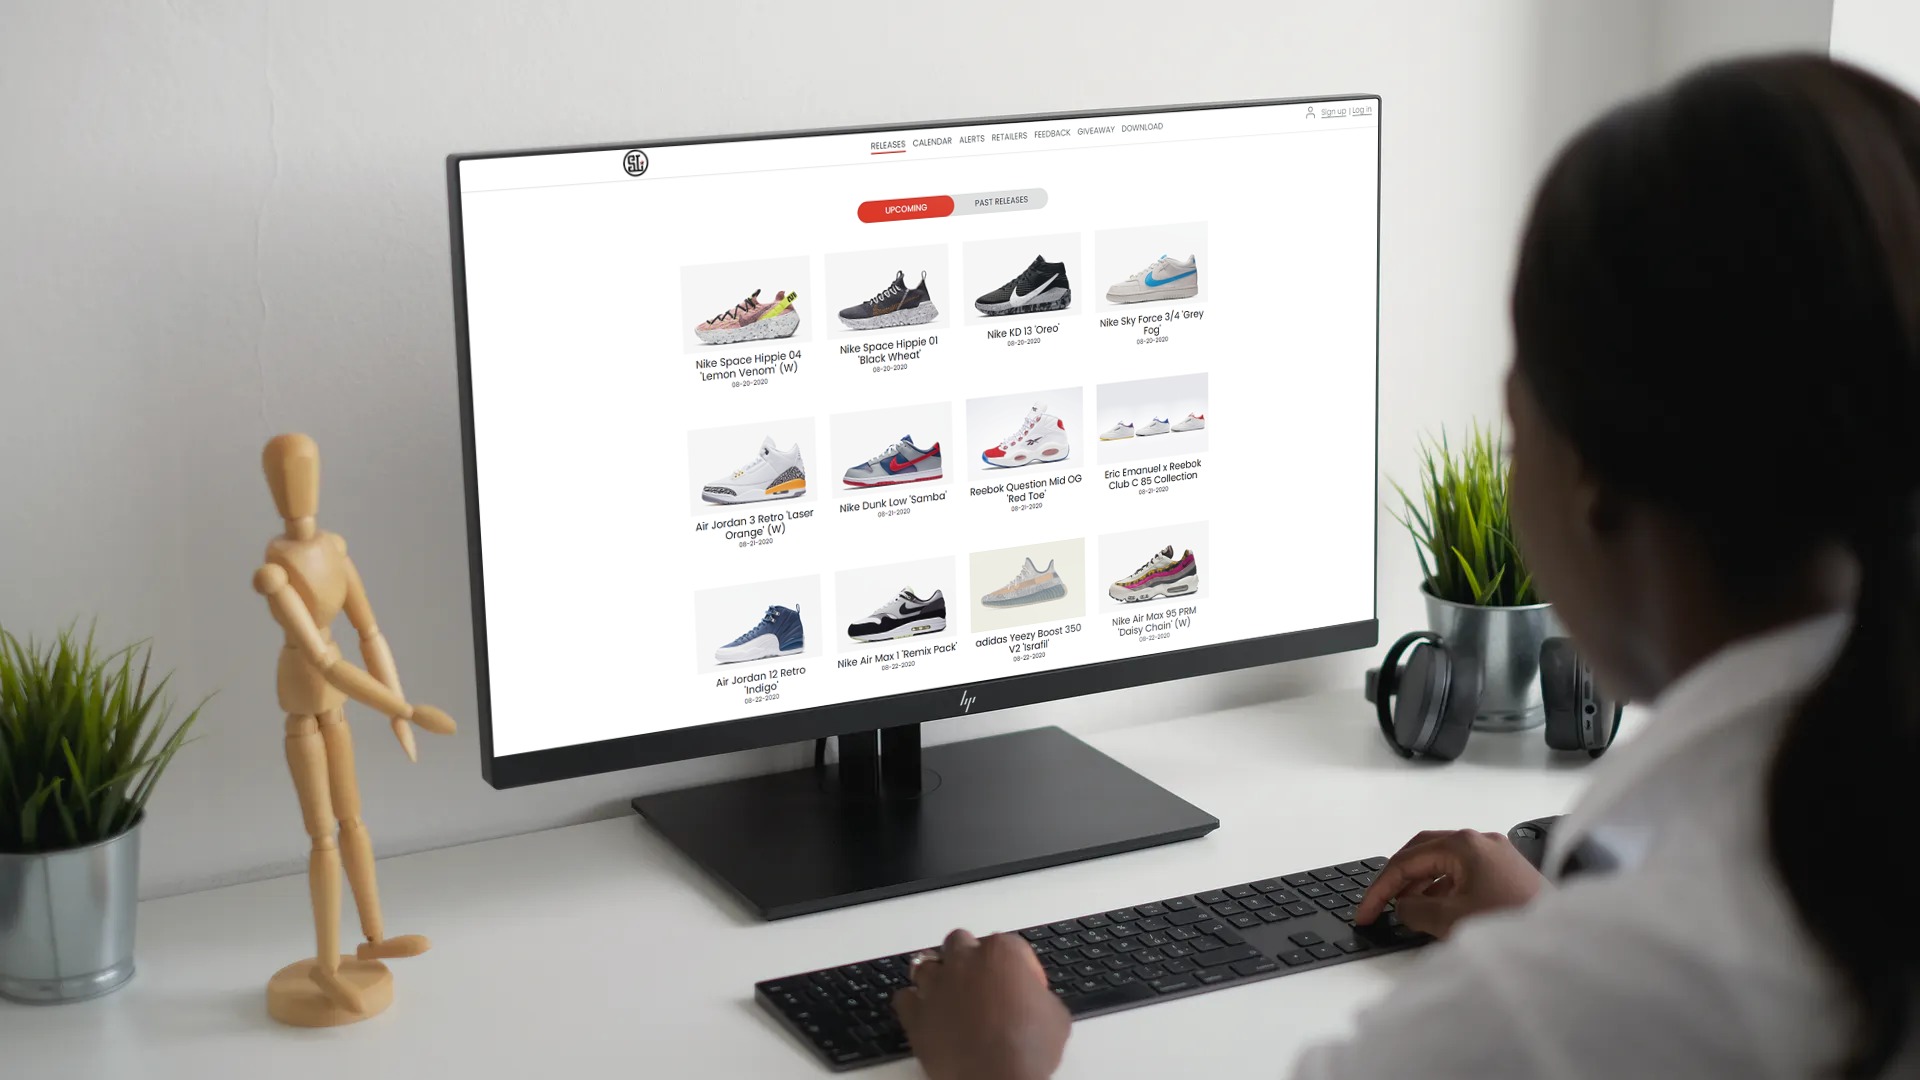 Sign up | Log in
SLI
RELEASES CALENDAR ALERTS RETAILERS FEEDBACK GIVEAWAY DOWNLOAD
UPCOMING PAST RELEASES
Nike Space Hippie 04
'Lemon Venom' (W)
08-20-2020
Nike Space Hippie 01
'Black Wheat'
08-20-2020
Nike KD 13 'Oreo'
08-20-2020
Nike Sky Force 3/4 'Grey
Fog'
08-20-2020
Air Jordan 3 Retro 'Laser
Orange' (W)
08-21-2020
Nike Dunk Low 'Samba'
08-21-2020
Reebok Question Mid OG
'Red Toe'
08-21-2020
Eric Emanuel x Reebok
Club C 85 Collection
08-21-2020
Air Jordan 12 Retro
'Indigo'
08-22-2020
Nike Air Max 1 'Remix Pack'
08-22-2020
adidas Yeezy Boost 350
V2 'Israfil'
08-22-2020
Nike Air Max 95 PRM
'Daisy Chain' (W)
08-22-2020
hp